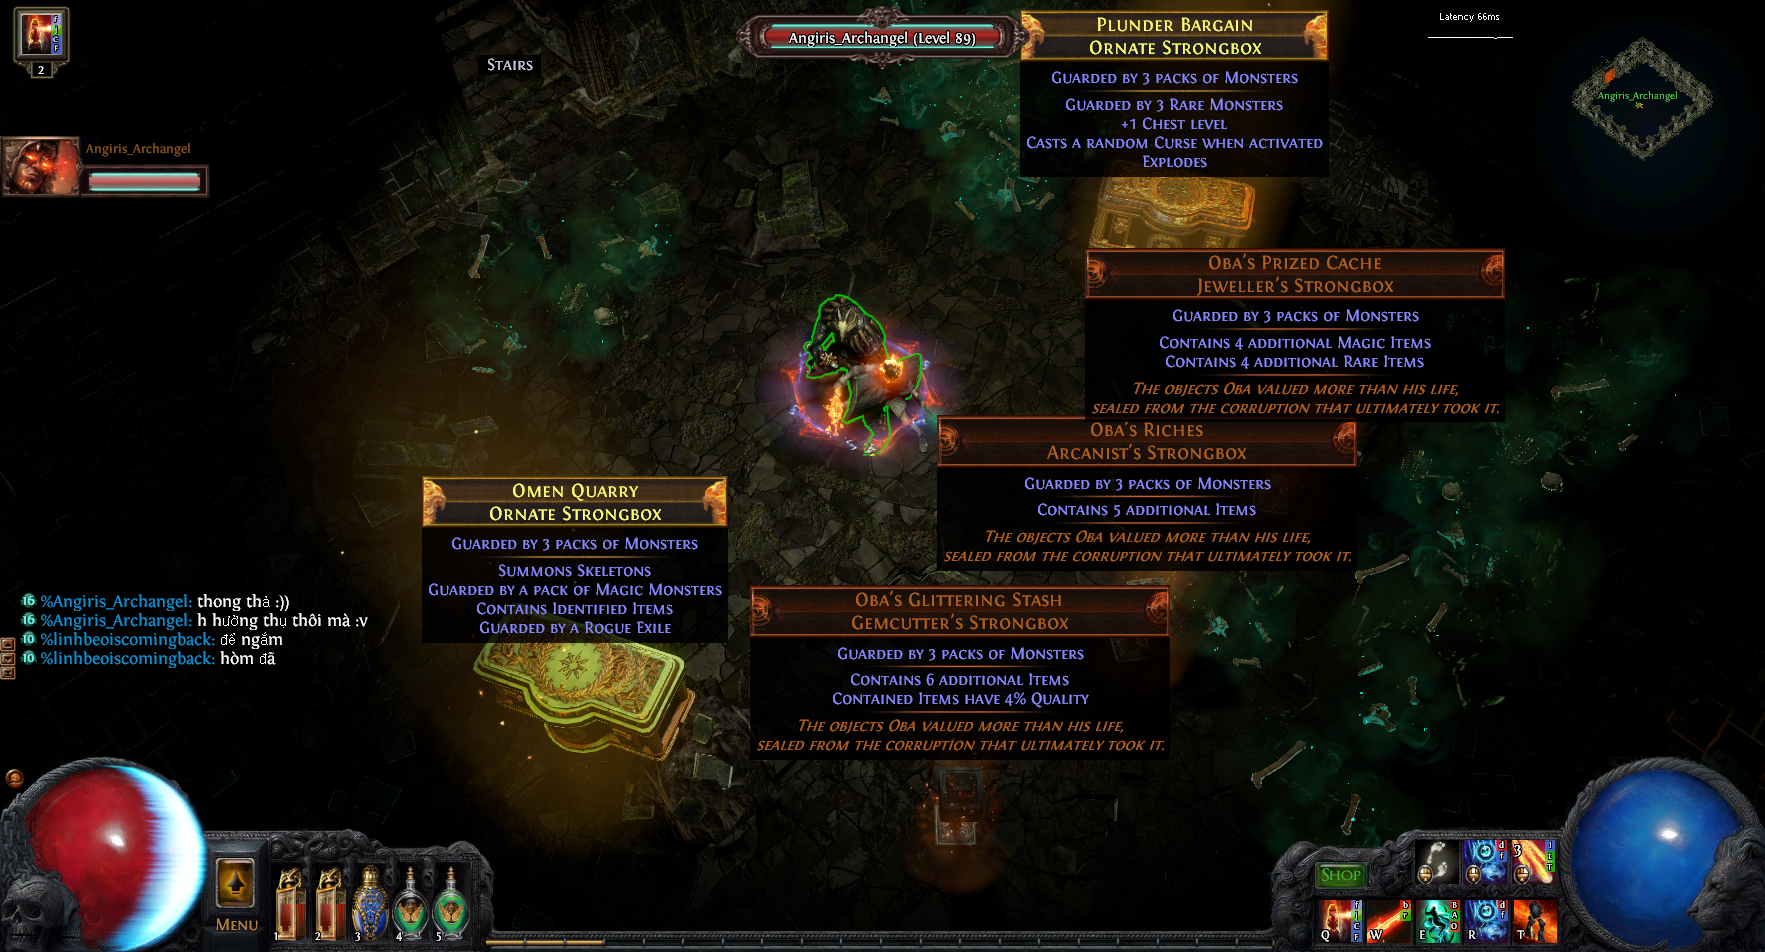 Latency 66ms
2
Stairs
Angiris_Archangel (Level 89)
Plunder Bargain
Ornate Strongbox
Guarded by 3 packs of Monsters
Guarded by 3 Rare Monsters
+1 Chest level
Casts a random Curse when activated
Explodes
Angiris_Archangel
Angiris_Archangel
Oba's Prized Cache
Jeweller's Strongbox
Guarded by 3 packs of Monsters
Contains 4 additional Magic Items
Contains 4 additional Rare Items
The objects Oba valued more than his life,
sealed from the corruption that ultimately took it.
Oba's Riches
Arcanist's Strongbox
Guarded by 3 packs of Monsters
Contains 5 additional Items
The objects Oba valued more than his life,
sealed from the corruption that ultimately took it.
Omen Quarry
Ornate Strongbox
Guarded by 3 packs of Monsters
Summons Skeletons
Guarded by a pack of Magic Monsters
Contains Identified Items
Guarded by a Rogue Exile
Oba's Glittering Stash
Gemcutter's Strongbox
Guarded by 3 packs of Monsters
Contains 6 additional Items
Contained Items have 4% Quality
The objects Oba valued more than his life,
sealed from the corruption that ultimately took it.
16 %Angiris_Archangel: thong thả :))
16 %Angiris_Archangel: h hưởng thụ thôi mà :v
10 %linhbeoiscomingback: để ngắm
10 %linhbeoiscomingback: hòm đã
Menu
1 2 3 4 5
Shop
3
Q W E R T